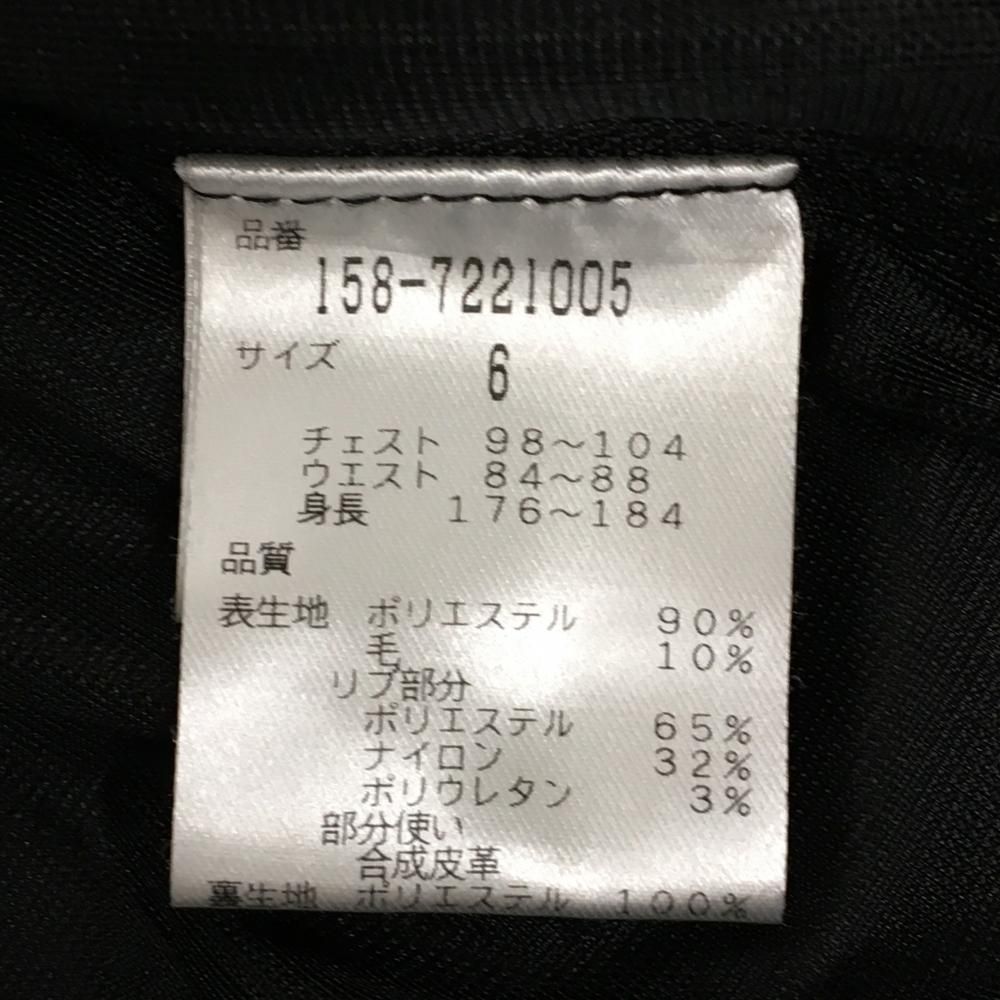 品番
158-7221005
サイズ 6
チェスト 98～104
ウエスト 84～88
身長 176～184
品質
表生地 ポリエステル 90%
毛 10%
リブ部分
ポリエステル 65%
ナイロン 32%
ポリウレタン 3%
部分使い
合成皮革
裏生地 ポリエステル 100%